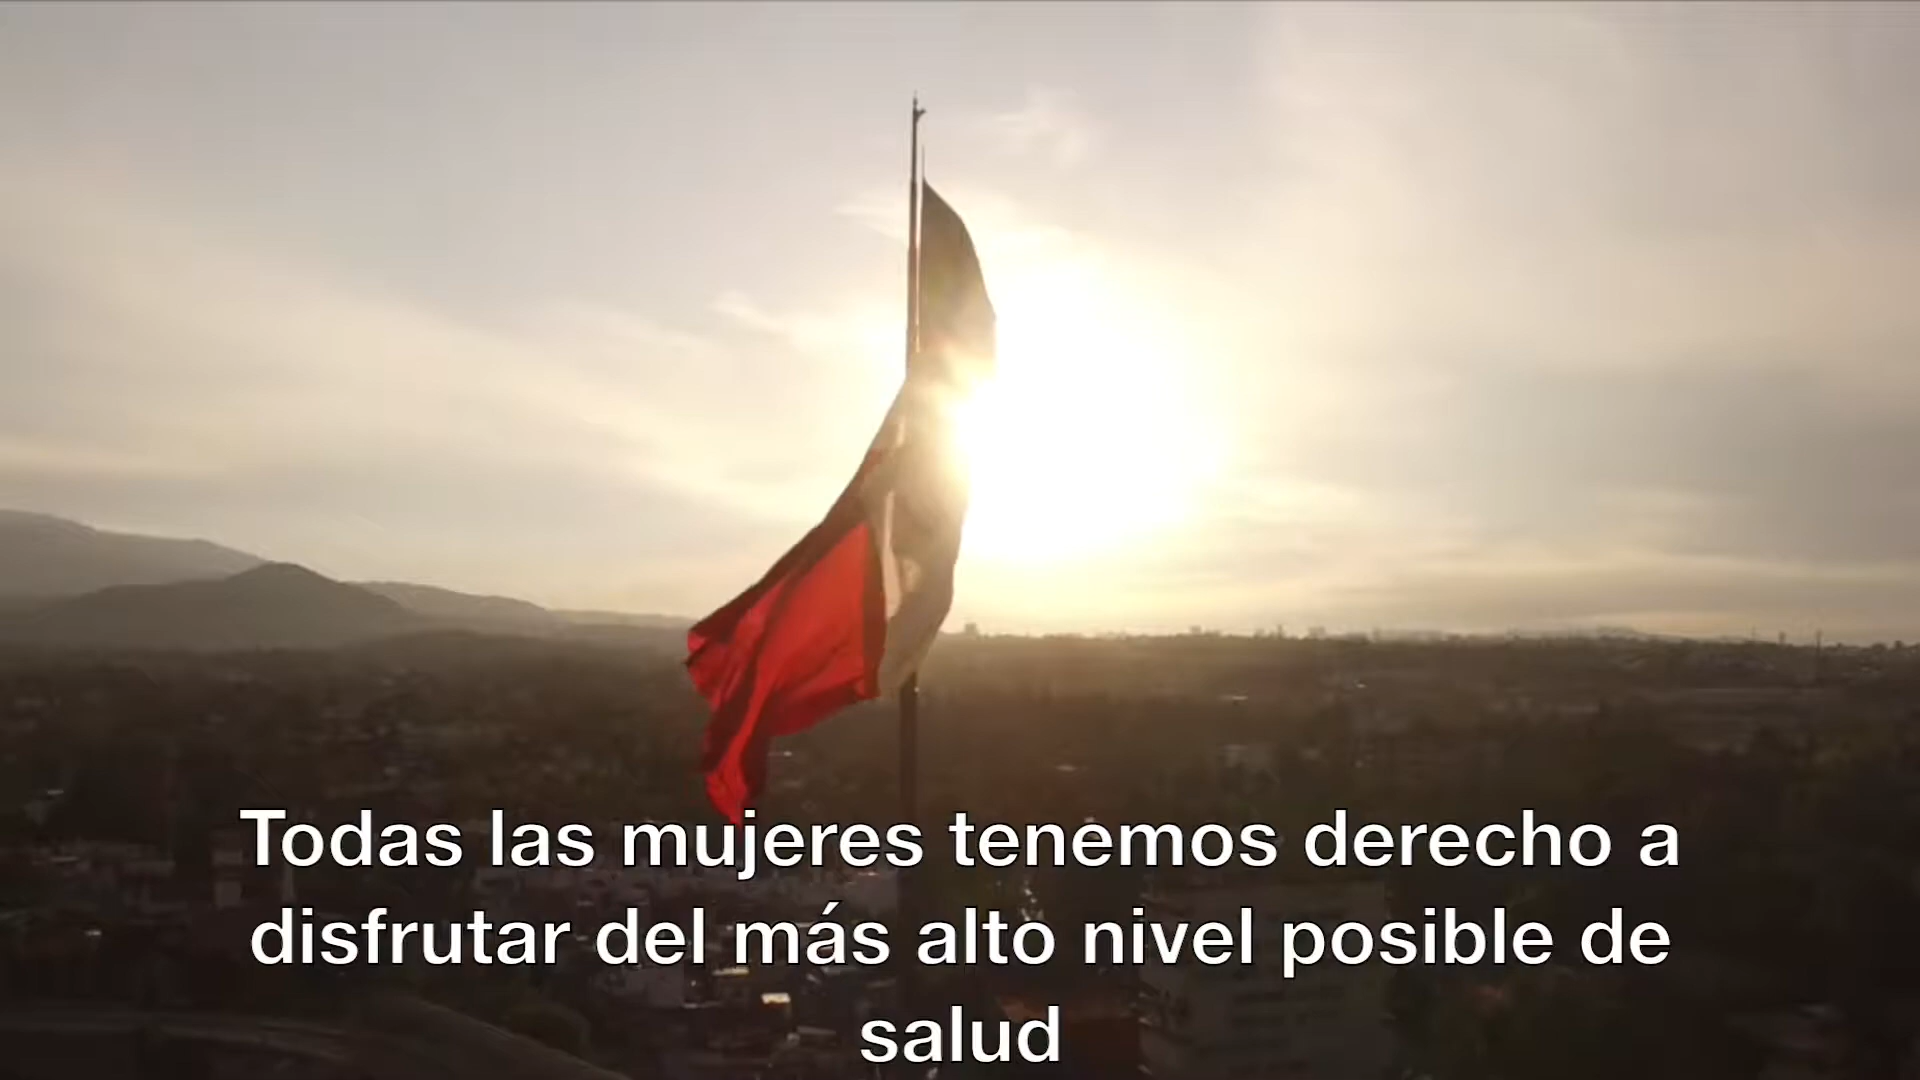 Todas las mujeres tenemos derecho a
disfrutar del más alto nivel posible de
salud